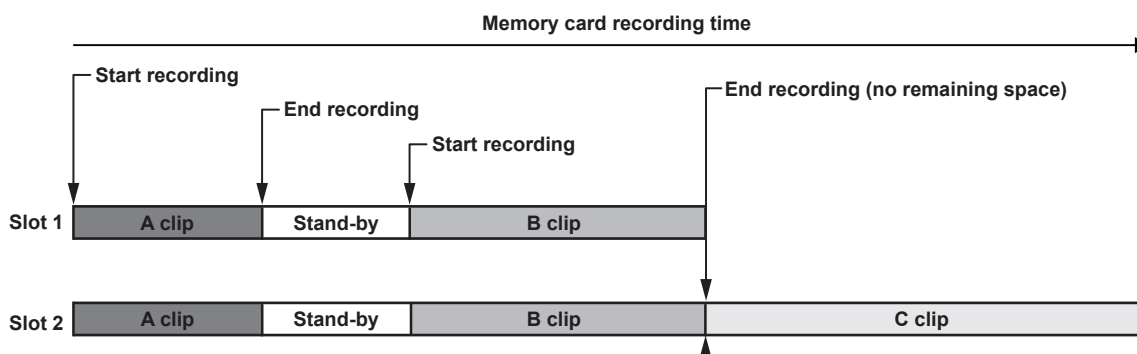 Memory card recording time
Start recording
End recording (no remaining space)
End recording
Start recording
Slot 1
A clip
Stand-by
B clip
Slot 2
A clip
Stand-by
B clip
C clip